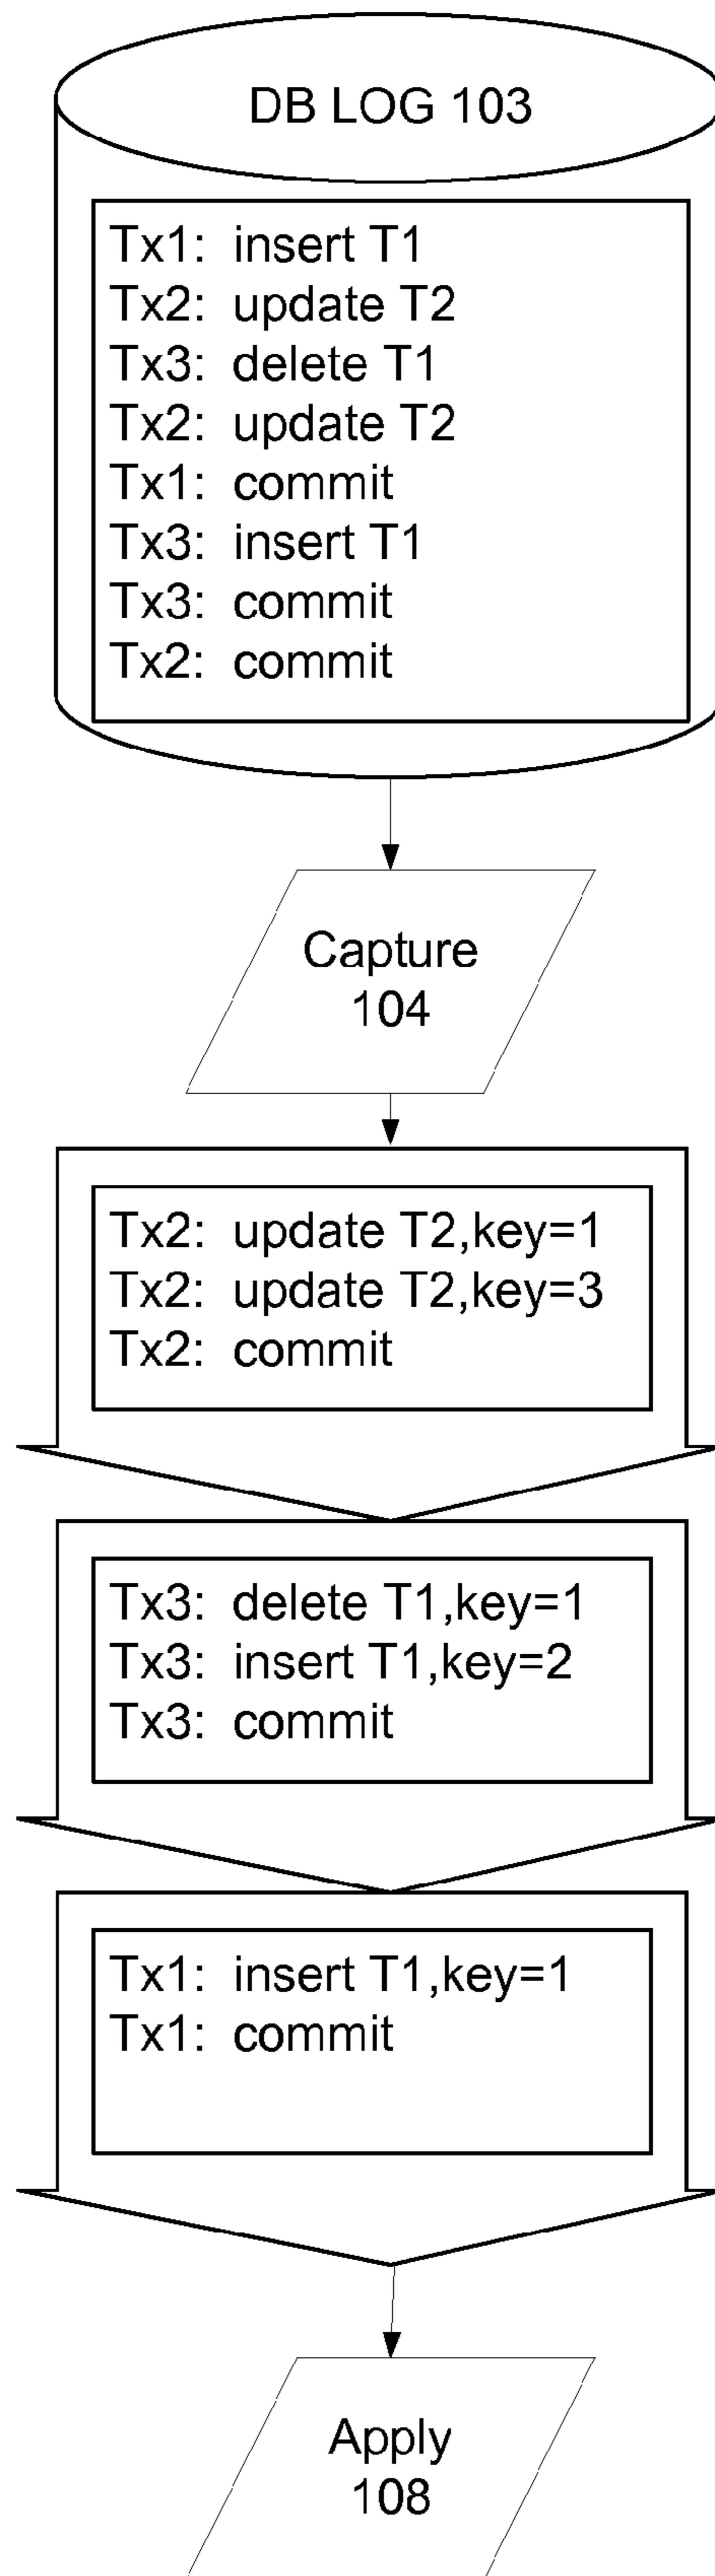 DB LOG 103
Tx1: insert T1
Tx2: update T2
Tx3: delete T1
Tx2: update T2
Tx1: commit
Tx3: insert T1
Tx3: commit
Tx2: commit
Capture
104
Tx2: update T2,key=1
Tx2: update T2,key=3
Tx2: commit
Tx3: delete T1,key=1
Tx3: insert T1,key=2
Tx3: commit
Tx1: insert T1,key=1
Tx1: commit
Apply
108